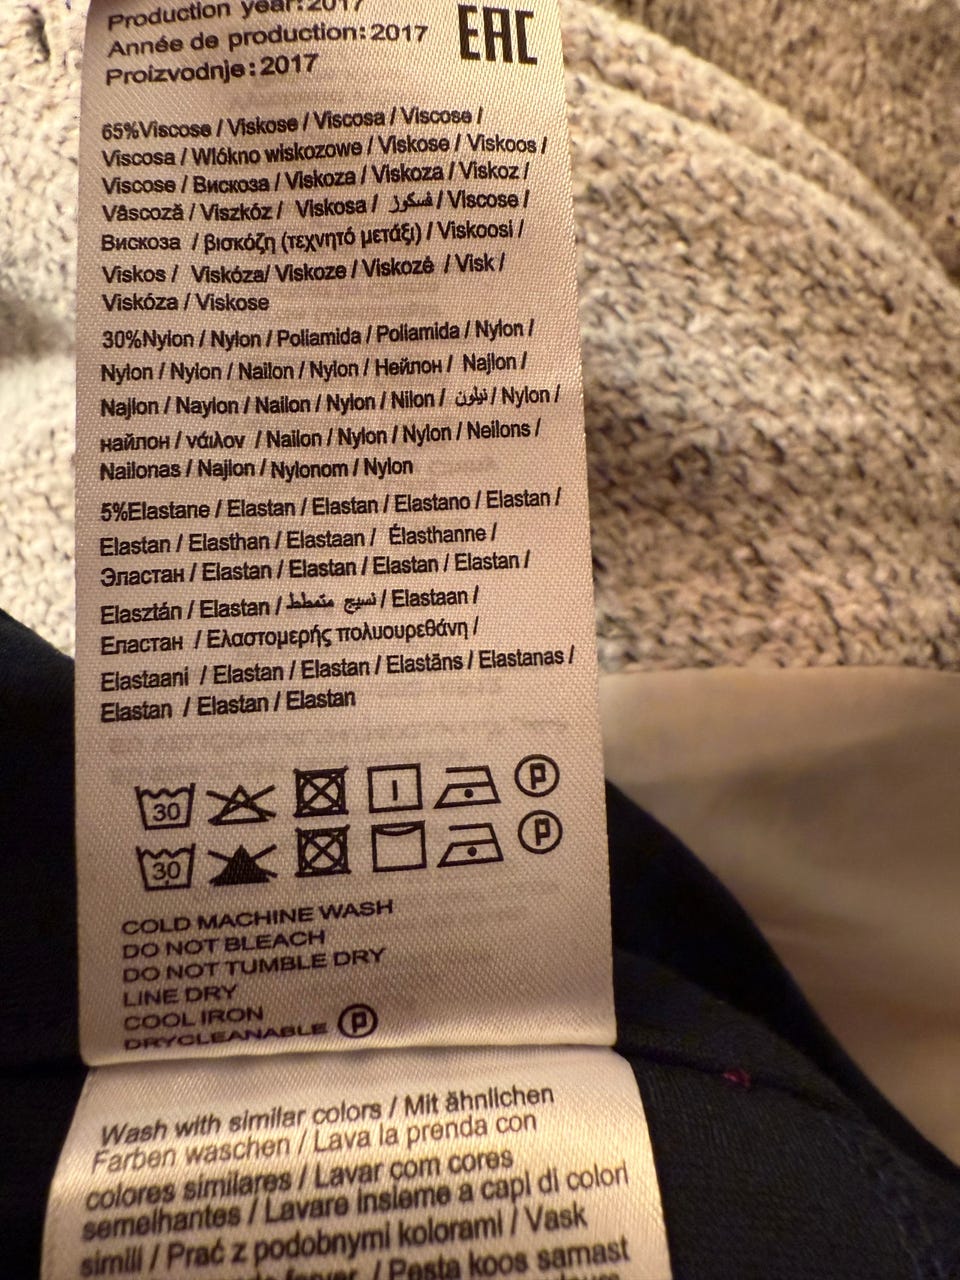 Production year:2017
Année de production:2017
Proizvodnje:2017
EAC
65%Viscose / Viskose / Viscosa / Viscose /
Viscosa / Wlókno wiskozowe / Viskose / Viskoos /
Viscose / Вискоза / Viskoza / Viskoza / Viskoz /
Vâscoză / Viszkóz / Viskosa / فسكوز / Viscose /
Вискоза / βισκόζη (τεχνητό μετάξι) / Viskoosi /
Viskos / Viskóza/ Viskoze / Viskozė / Visk /
Viskóza / Viskose
30%Nylon / Nylon / Poliamida / Poliamida / Nylon /
Nylon / Nylon / Nailon / Nylon / Нейлон / Najlon /
Najlon / Naylon / Nailon / Nylon / Nilon / نيلون / Nylon /
найлон / νάιλον / Nailon / Nylon / Nylon / Neilons /
Nailonas / Najlon / Nylonom / Nylon
5%Elastane / Elastan / Elastan / Elastano / Elastan /
Elastan / Elasthan / Elastaan / Élasthanne /
Эластан / Elastan / Elastan / Elastan / Elastan /
Elasztán / Elastan / نسيج متمطط / Elastaan /
Еластан / Ελαστομερής πολυουρεθάνη /
Elastaani / Elastan / Elastan / Elastāns / Elastanas /
Elastan / Elastan / Elastan
30 P
30 P
COLD MACHINE WASH
DO NOT BLEACH
DO NOT TUMBLE DRY
LINE DRY
COOL IRON
DRYCLEANABLE P
Wash with similar colors / Mit ähnlichen
Farben waschen / Lava la prenda con
colores similares / Lavar com cores
semelhantes / Lavare insieme a capi di colori
simili / Prać z podobnymi kolorami / Vask
/ Pesta koos samast